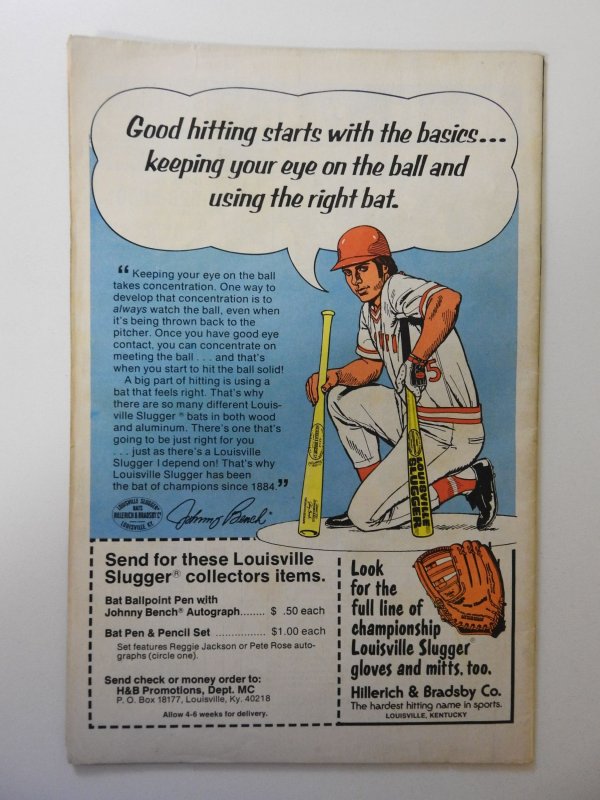 Good hitting starts with the basics...
keeping your eye on the ball and
using the right bat.
“Keeping your eye on the ball
takes concentration. One way to
develop that concentration is to
always watch the ball, even when
it's being thrown back to the
pitcher. Once you have good eye
contact, you can concentrate on
meeting the ball . . . and that's
when you start to hit the ball solid!
A big part of hitting is using a
bat that feels right. That's why
there are so many different Louis-
ville Slugger® bats in both wood
and aluminum. There's one that's
going to be just right for you
. . . just as there's a Louisville
Slugger I depend on! That's why
Louisville Slugger has been
the bat of champions since 1884.”
LOUISVILLE SLUGGER
BATS
HILLERICH & BRADSBY Co
LOUISVILLE, KY.
Johnny Bench
5
LOUISVILLE
SLUGGER
Send for these Louisville
Slugger® collectors items.
Bat Ballpoint Pen with
Johnny Bench® Autograph........ $ .50 each
Bat Pen & Pencil Set ................ $1.00 each
Set features Reggie Jackson or Pete Rose auto-
graphs (circle one).
Send check or money order to:
H&B Promotions, Dept. MC
P. O. Box 18177, Louisville, Ky. 40218
Allow 4-6 weeks for delivery.
Look
for the
full line of
championship
Louisville Slugger®
gloves and mitts, too.
Hillerich & Bradsby Co.
The hardest hitting name in sports.
LOUISVILLE, KENTUCKY